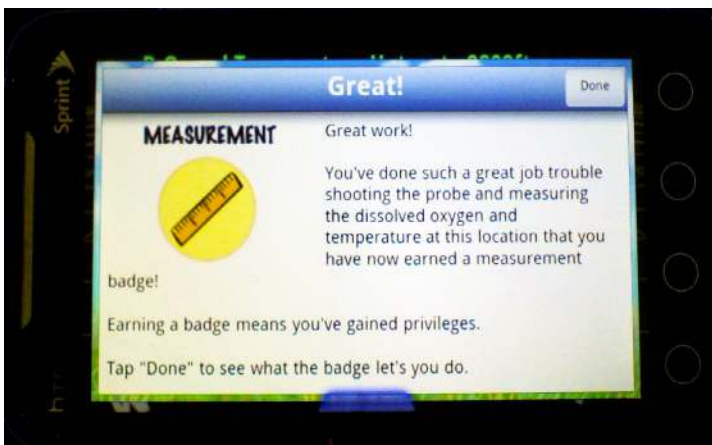 Sprint
Great!
Done
MEASUREMENT
Great work!
You've done such a great job trouble
shooting the probe and measuring
the dissolved oxygen and
temperature at this location that you
have now earned a measurement
badge!
Earning a badge means you've gained privileges.
Tap "Done" to see what the badge let's you do.